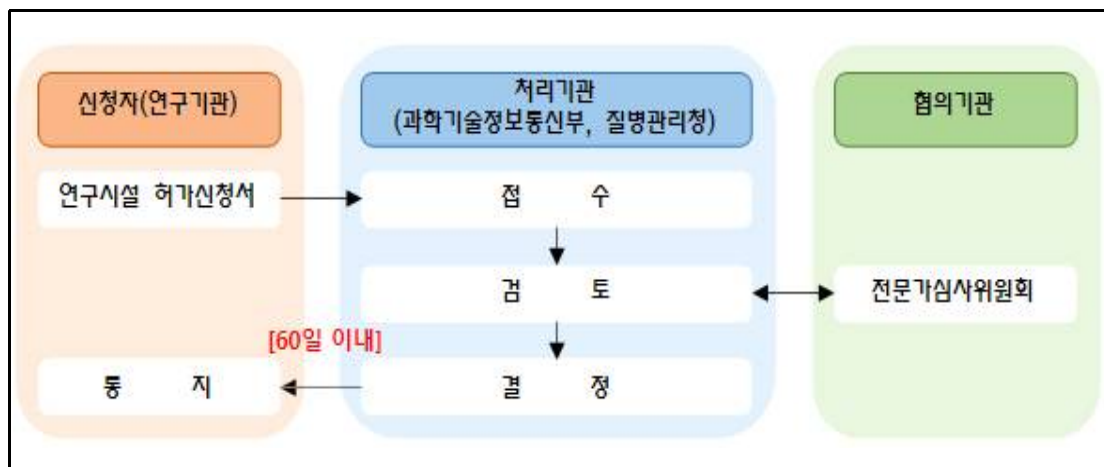 신청자(연구기관)
처리기관
(과학기술정보통신부, 질병관리청)
협의기관
연구시설 허가신청서
접 수
검 토
전문가심사위원회
[60일 이내]
통 지
결 정